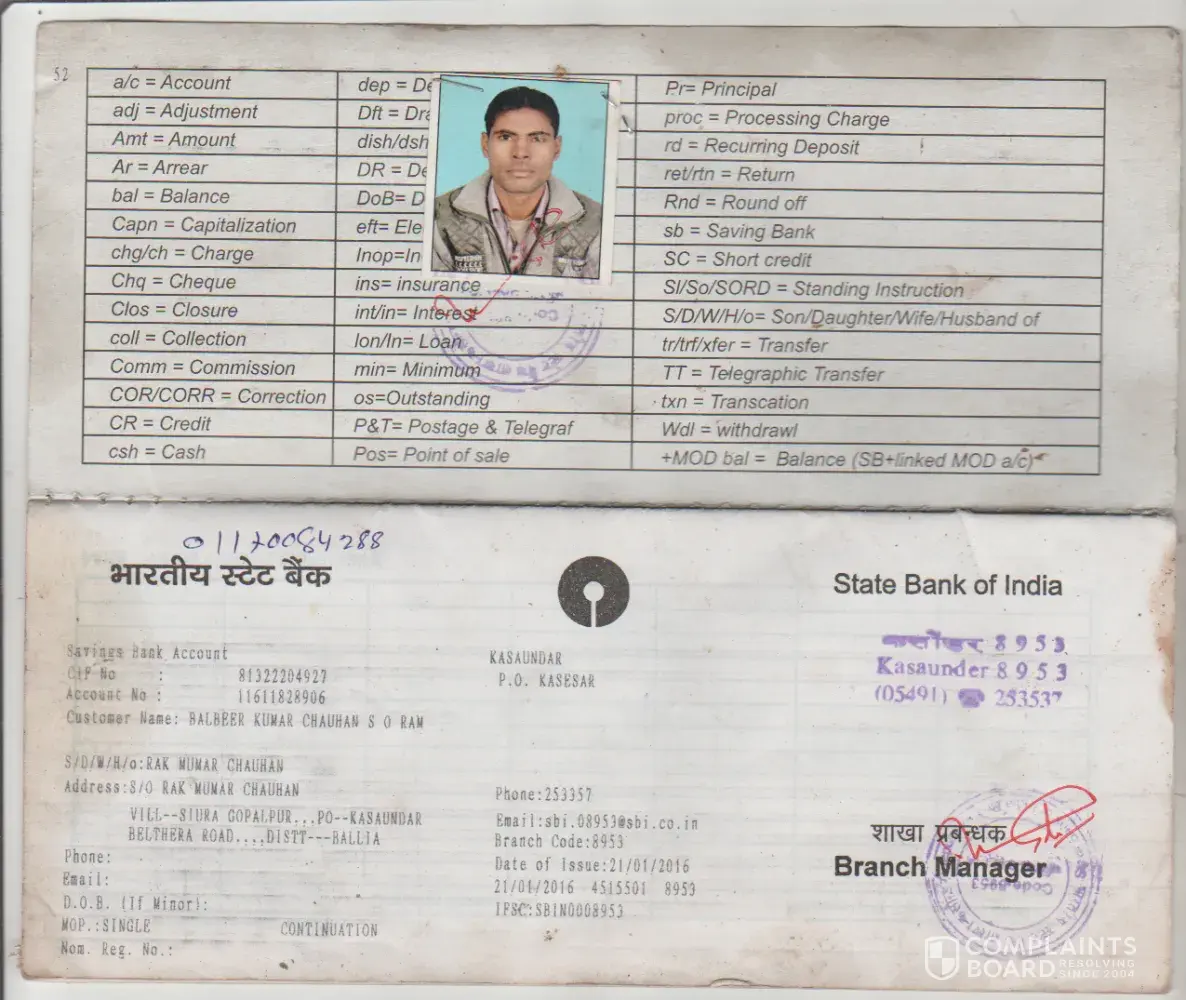 52
a/c = Account
adj = Adjustment
Amt = Amount
Ar = Arrear
bal = Balance
Capn = Capitalization
chg/ch = Charge
Chq = Cheque
Clos = Closure
coll = Collection
Comm = Commission
COR/CORR = Correction
CR = Credit
csh = Cash
dep = De
Dft = Dra
dish/dsh
DR = De
DoB= D
eft= Ele
Inop=In
ins= insurance
int/in= Interest
lon/ln= Loan
min= Minimum
os=Outstanding
P&T= Postage & Telegraf
Pos= Point of sale
Pr= Principal
proc = Processing Charge
rd = Recurring Deposit
ret/rtn = Return
Rnd = Round off
sb = Saving Bank
SC = Short credit
SI/So/SORD = Standing Instruction
S/D/W/H/o= Son/Daughter/Wife/Husband of
tr/trf/xfer = Transfer
TT = Telegraphic Transfer
txn = Transcation
Wdl = withdrawl
+MOD bal = Balance (SB+linked MOD a/c)
01170084288
भारतीय स्टेट बैंक
State Bank of India
8953
Kasaunder 8953
(05491) 253537
Savings Bank Account
CIF No : 81322204927
Account No : 11611828906
Customer Name: BALBEER KUMAR CHAUHAN S O RAM
KASAUNDAR
P.O. KASESAR
S/D/W/H/o:RAK MUMAR CHAUHAN
Address:S/O RAK MUMAR CHAUHAN
VILL--SIURA GOPALPUR...PO--KASAUNDAR
BELTHERA ROAD....DISTT---BALLIA
Phone:
Email:
D.O.B. (If Minor):
MOP.:SINGLE CONTINUATION
Nom. Reg. No.:
Phone:253357
Email:sbi.08953@sbi.co.in
Branch Code:8953
Date of Issue:21/01/2016
21/01/2016 4515501 8953
IFSC:SBIN0008953
शाखा प्रबन्धक
Branch Manager
Code-8953
COMPLAINTS
BOARD RESOLVING
SINCE 2004